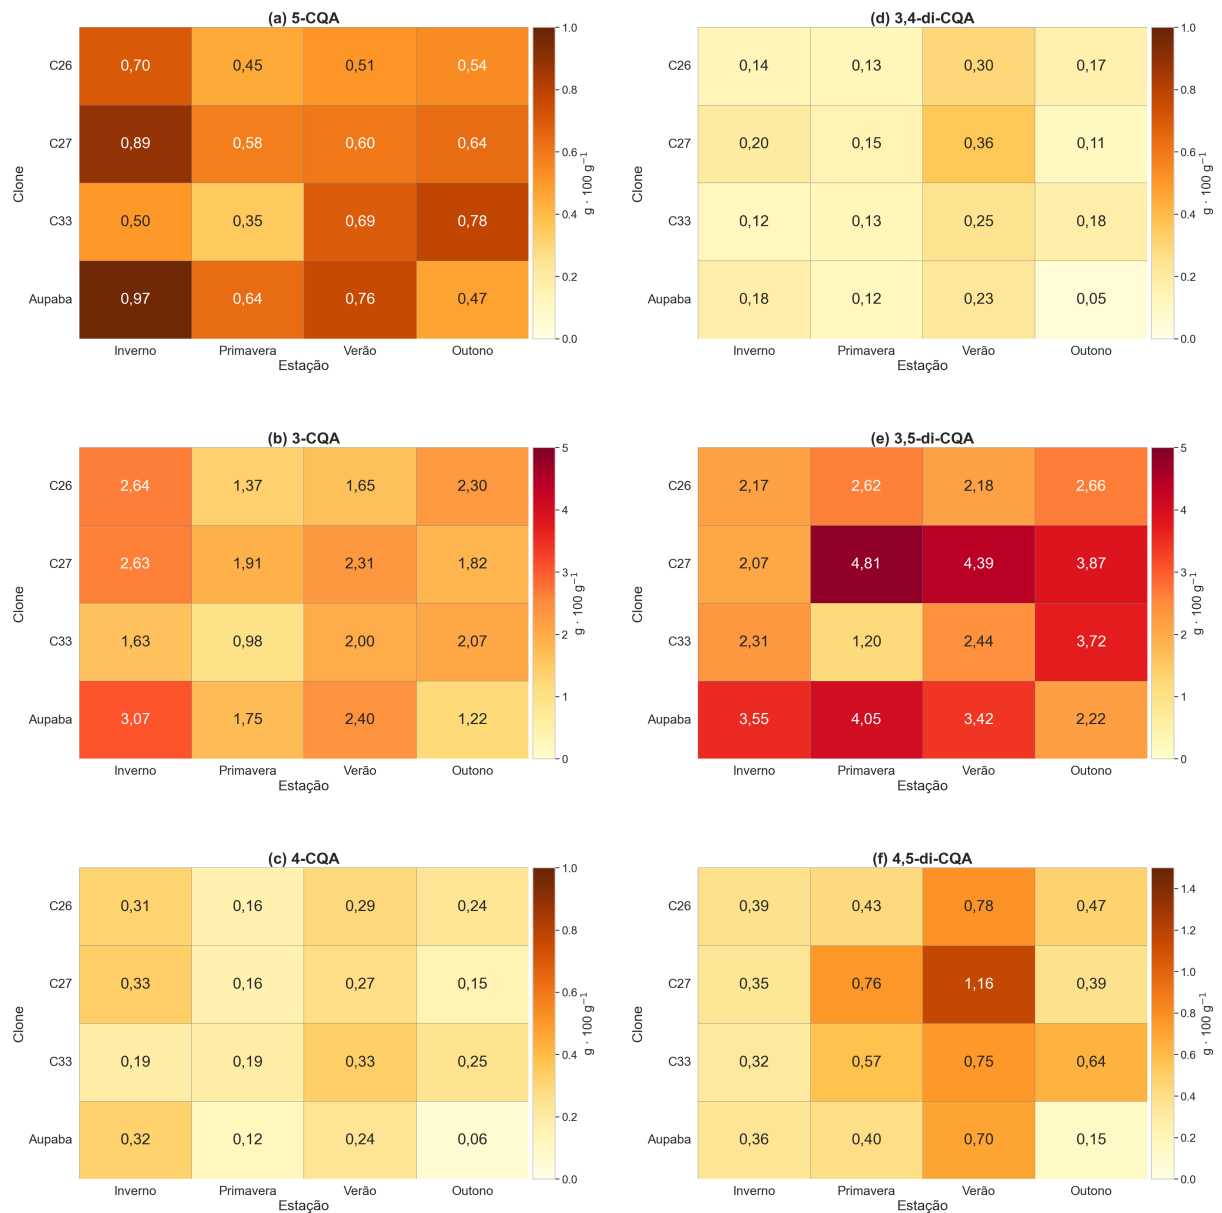 (a) 5-CQA
C26 0,70 0,45 0,51 0,54
C27 0,89 0,58 0,60 0,64
C33 0,50 0,35 0,69 0,78
Aupaba 0,97 0,64 0,76 0,47
Inverno Primavera Verão Outono
Estação
Clone
1.0
0.8
0.6
0.4
0.2
0.0
g · 100 g⁻¹
(d) 3,4-di-CQA
C26 0,14 0,13 0,30 0,17
C27 0,20 0,15 0,36 0,11
C33 0,12 0,13 0,25 0,18
Aupaba 0,18 0,12 0,23 0,05
Inverno Primavera Verão Outono
Estação
Clone
1.0
0.8
0.6
0.4
0.2
0.0
g · 100 g⁻¹
(b) 3-CQA
C26 2,64 1,37 1,65 2,30
C27 2,63 1,91 2,31 1,82
C33 1,63 0,98 2,00 2,07
Aupaba 3,07 1,75 2,40 1,22
Inverno Primavera Verão Outono
Estação
Clone
5
4
3
2
1
0
g · 100 g⁻¹
(e) 3,5-di-CQA
C26 2,17 2,62 2,18 2,66
C27 2,07 4,81 4,39 3,87
C33 2,31 1,20 2,44 3,72
Aupaba 3,55 4,05 3,42 2,22
Inverno Primavera Verão Outono
Estação
Clone
5
4
3
2
1
0
g · 100 g⁻¹
(c) 4-CQA
C26 0,31 0,16 0,29 0,24
C27 0,33 0,16 0,27 0,15
C33 0,19 0,19 0,33 0,25
Aupaba 0,32 0,12 0,24 0,06
Inverno Primavera Verão Outono
Estação
Clone
1.0
0.8
0.6
0.4
0.2
0.0
g · 100 g⁻¹
(f) 4,5-di-CQA
C26 0,39 0,43 0,78 0,47
C27 0,35 0,76 1,16 0,39
C33 0,32 0,57 0,75 0,64
Aupaba 0,36 0,40 0,70 0,15
Inverno Primavera Verão Outono
Estação
Clone
1.4
1.2
1.0
0.8
0.6
0.4
0.2
0.0
g · 100 g⁻¹